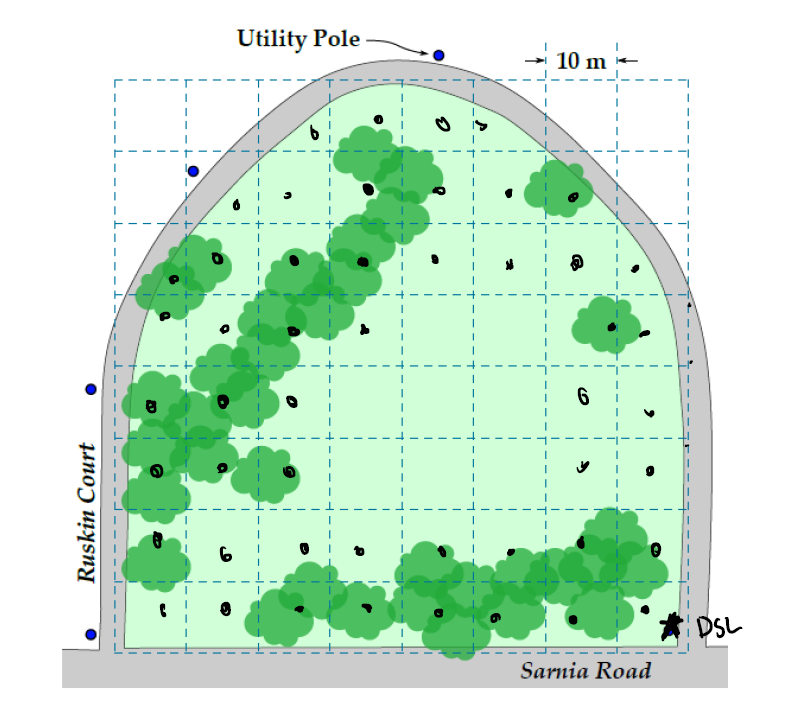 Utility Pole
10 m
Ruskin Court
DSL
Sarnia Road